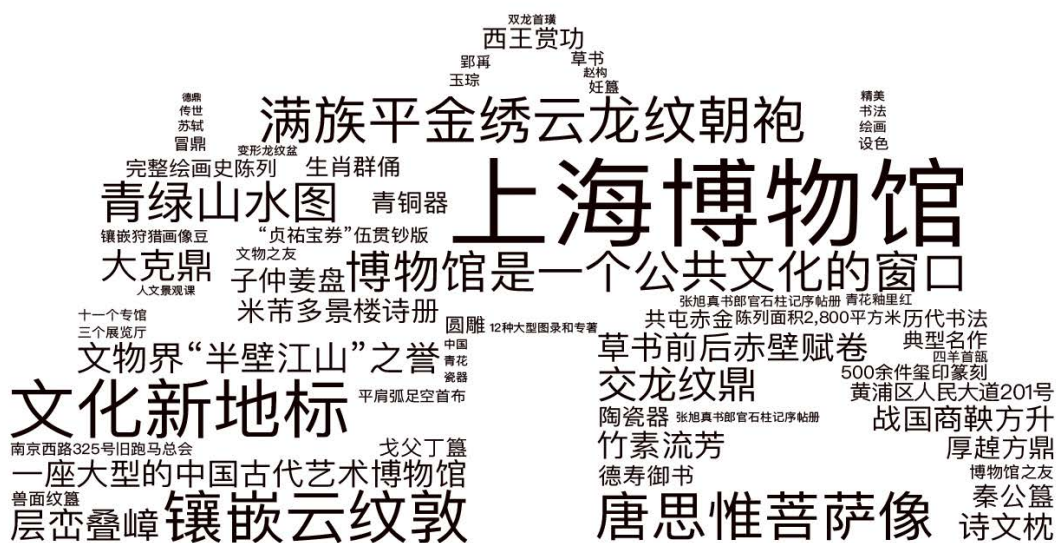 双龙首璜
西王赏功
郢爯 草书
玉琮 赵构
妊簋
德鼎 精美
传世 满族平金绣云龙纹朝袍 书法
苏轼 绘画
冒鼎 变形龙纹盆 设色
完整绘画史陈列 生肖群俑
青绿山水图 青铜器 上海博物馆
镶嵌狩猎画像豆 “贞祐宝券”伍贯钞版
大克鼎 文物之友
子仲姜盘 博物馆是一个公共文化的窗口
人文景观课
米芾多景楼诗册 张旭真书郎官石柱记序帖册 青花釉里红
十一个专馆 圆雕 12种大型图录和专著 共屯赤金 陈列面积2,800平方米 历代书法
三个展览厅 中国 草书前后赤壁赋卷 典型名作
文物界“半壁江山”之誉 青花 四羊首瓿
瓷器 500余件玺印篆刻
文化新地标 平肩弧足空首布 交龙纹鼎 黄浦区人民大道201号
陶瓷器 张旭真书郎官石柱记序帖册 战国商鞅方升
南京西路325号旧跑马总会 戈父丁簋 竹素流芳 厚趠方鼎
一座大型的中国古代艺术博物馆 德寿御书 博物馆之友
兽面纹簋 秦公簋
层峦叠嶂 镶嵌云纹敦 唐思惟菩萨像 诗文枕